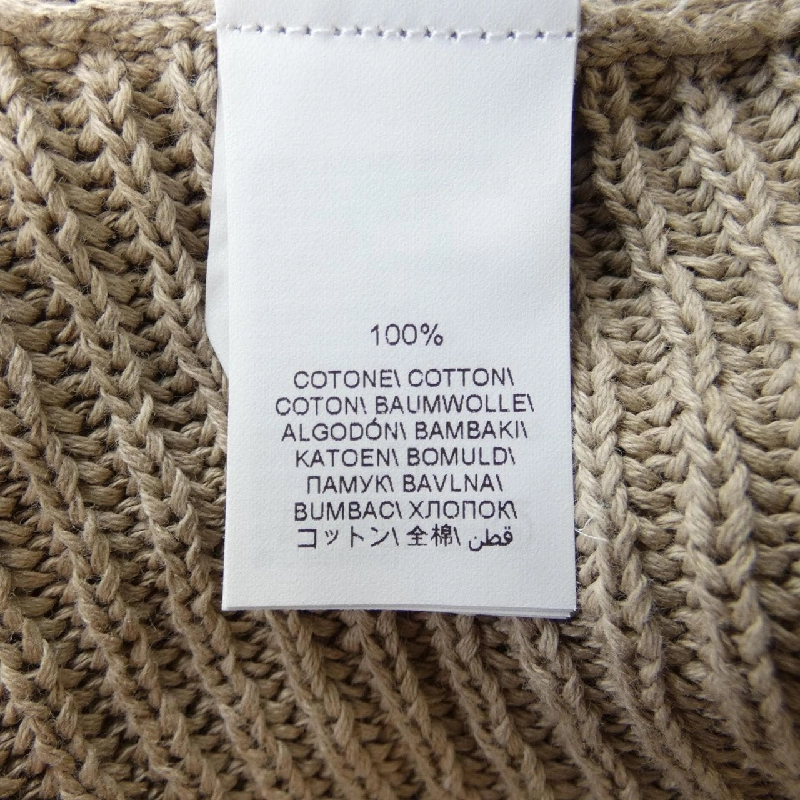 100%
COTONE\ COTTON\
COTON\ BAUMWOLLE\
ALGODÓN\ BAMBAKI\
KATOEN\ BOMULD\
ПАМУК\ BAVLNA\
BUMBAC\ ХЛОПОК\
コットン\ 全棉\ قطن